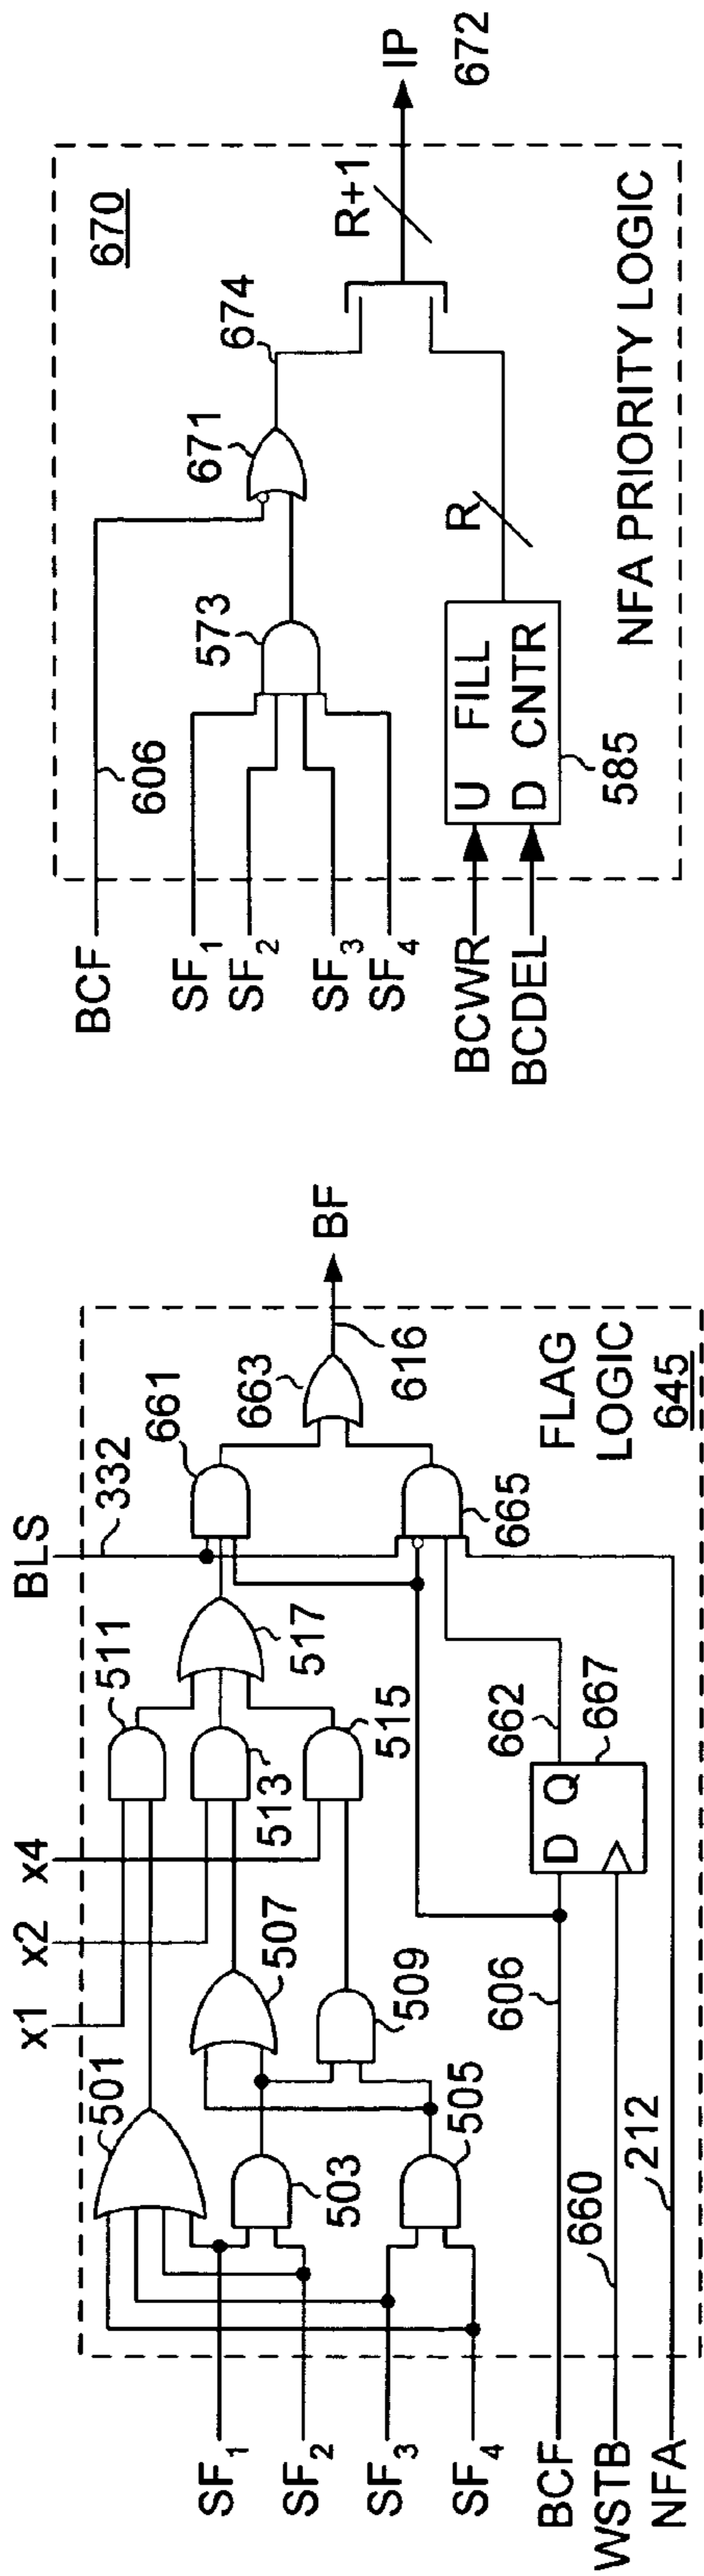 BLS
332
x1
x2
x4
501
511
661
663
BF
616
513
517
507
515
503
509
505
665
SF1
SF2
SF3
SF4
BCF
606
D Q
662
667
WSTB
660
NFA
212
FLAG
LOGIC
645
BCF
606
670
SF1
SF2
SF3
SF4
573
671
674
R+1
IP
672
R
BCWR
BCDEL
U FILL
D CNTR
585
NFA PRIORITY LOGIC